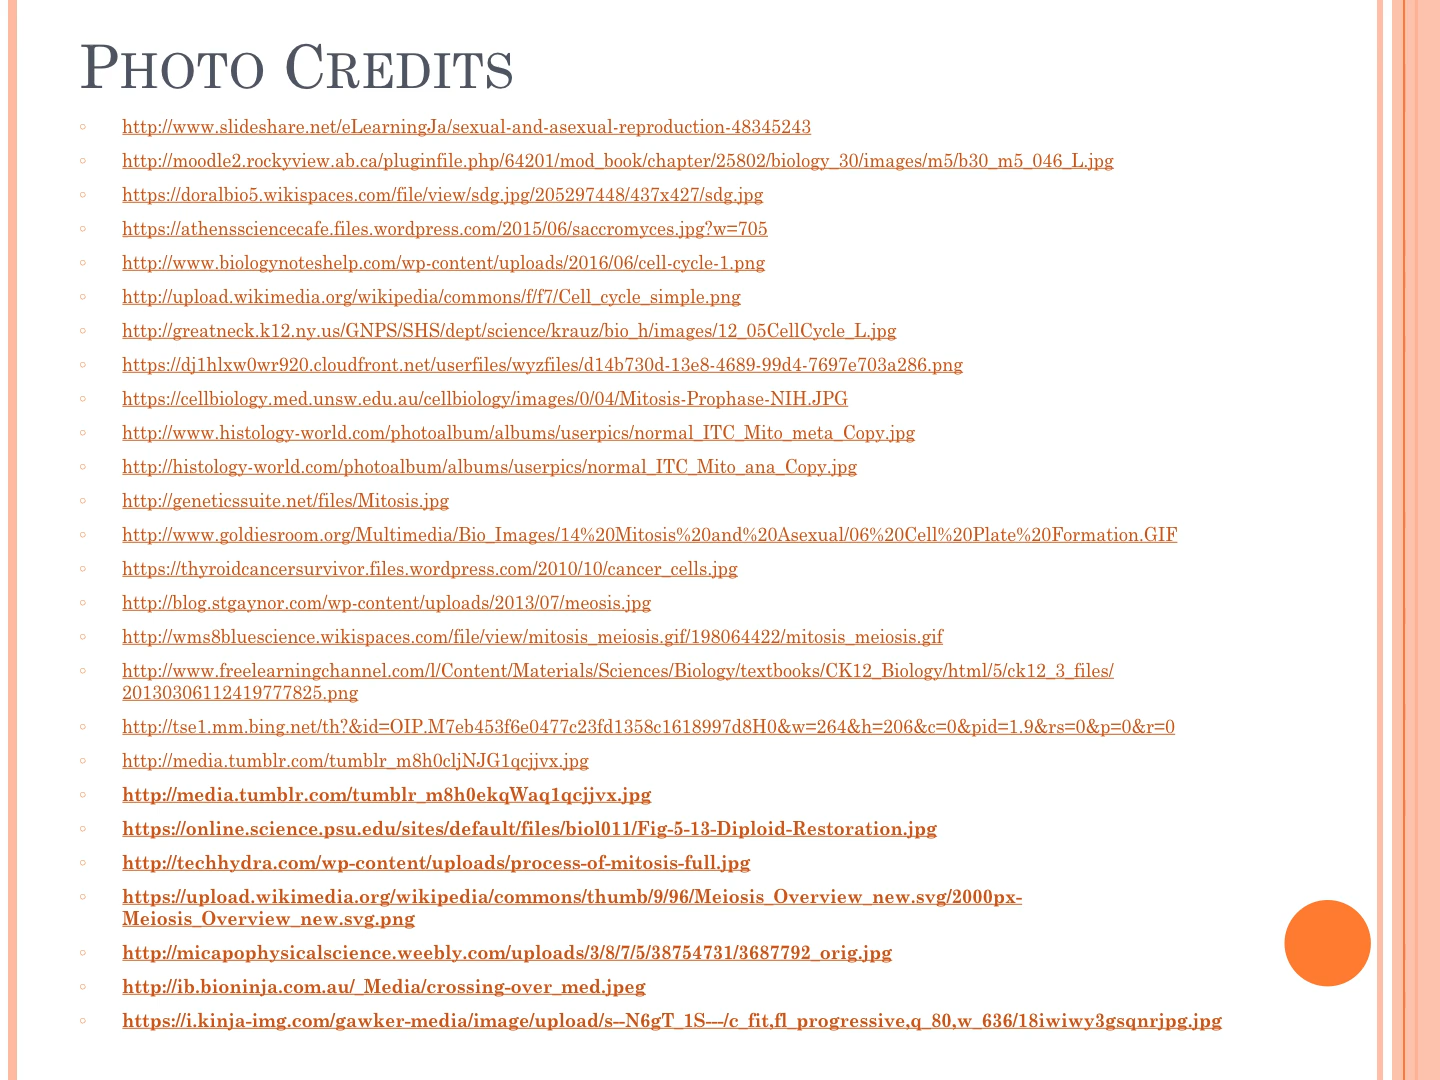 Photo Credits
http://www.slideshare.net/eLearningJa/sexual-and-asexual-reproduction-48345243
http://moodle2.rockyview.ab.ca/pluginfile.php/64201/mod_book/chapter/25802/biology_30/images/m5/b30_m5_046_L.jpg
https://doralbio5.wikispaces.com/file/view/sdg.jpg/205297448/437x427/sdg.jpg
https://athenssciencecafe.files.wordpress.com/2015/06/saccromyces.jpg?w=705
http://www.biologynoteshelp.com/wp-content/uploads/2016/06/cell-cycle-1.png
http://upload.wikimedia.org/wikipedia/commons/f/f7/Cell_cycle_simple.png
http://greatneck.k12.ny.us/GNPS/SHS/dept/science/krauz/bio_h/images/12_05CellCycle_L.jpg
https://dj1hlxw0wr920.cloudfront.net/userfiles/wyzfiles/d14b730d-13e8-4689-99d4-7697e703a286.png
https://cellbiology.med.unsw.edu.au/cellbiology/images/0/04/Mitosis-Prophase-NIH.JPG
http://www.histology-world.com/photoalbum/albums/userpics/normal_ITC_Mito_meta_Copy.jpg
http://histology-world.com/photoalbum/albums/userpics/normal_ITC_Mito_ana_Copy.jpg
http://geneticssuite.net/files/Mitosis.jpg
http://www.goldiesroom.org/Multimedia/Bio_Images/14%20Mitosis%20and%20Asexual/06%20Cell%20Plate%20Formation.GIF
https://thyroidcancersurvivor.files.wordpress.com/2010/10/cancer_cells.jpg
http://blog.stgaynor.com/wp-content/uploads/2013/07/meosis.jpg
http://wms8bluescience.wikispaces.com/file/view/mitosis_meiosis.gif/198064422/mitosis_meiosis.gif
http://www.freelearningchannel.com/l/Content/Materials/Sciences/Biology/textbooks/CK12_Biology/html/5/ck12_3_files/
20130306112419777825.png
http://tse1.mm.bing.net/th?&id=OIP.M7eb453f6e0477c23fd1358c1618997d8H0&w=264&h=206&c=0&pid=1.9&rs=0&p=0&r=0
http://media.tumblr.com/tumblr_m8h0cljNJG1qcjjvx.jpg
http://media.tumblr.com/tumblr_m8h0ekqWaq1qcjjvx.jpg
https://online.science.psu.edu/sites/default/files/biol011/Fig-5-13-Diploid-Restoration.jpg
http://techhydra.com/wp-content/uploads/process-of-mitosis-full.jpg
https://upload.wikimedia.org/wikipedia/commons/thumb/9/96/Meiosis_Overview_new.svg/2000px-
Meiosis_Overview_new.svg.png
http://micapophysicalscience.weebly.com/uploads/3/8/7/5/38754731/3687792_orig.jpg
http://ib.bioninja.com.au/_Media/crossing-over_med.jpeg
https://i.kinja-img.com/gawker-media/image/upload/s--N6gT_1S---/c_fit,fl_progressive,q_80,w_636/18iwiwy3gsqnrjpg.jpg